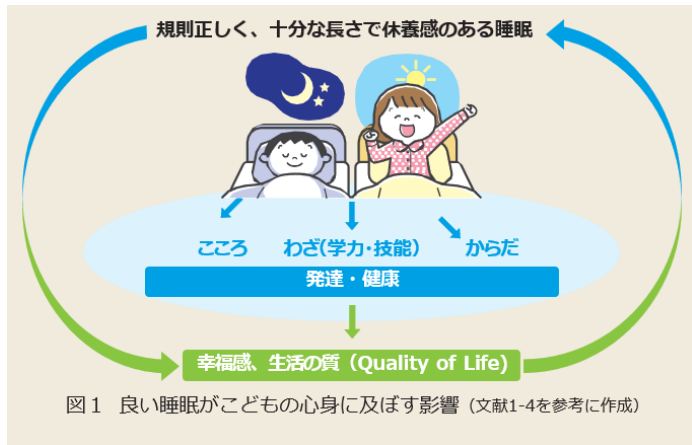 規則正しく、十分な長さで休養感のある睡眠
こころ わざ(学力・技能) からだ
発達・健康
幸福感、生活の質(Quality of Life)
図1 良い睡眠がこどもの心身に及ぼす影響(文献1-4を参考に作成)